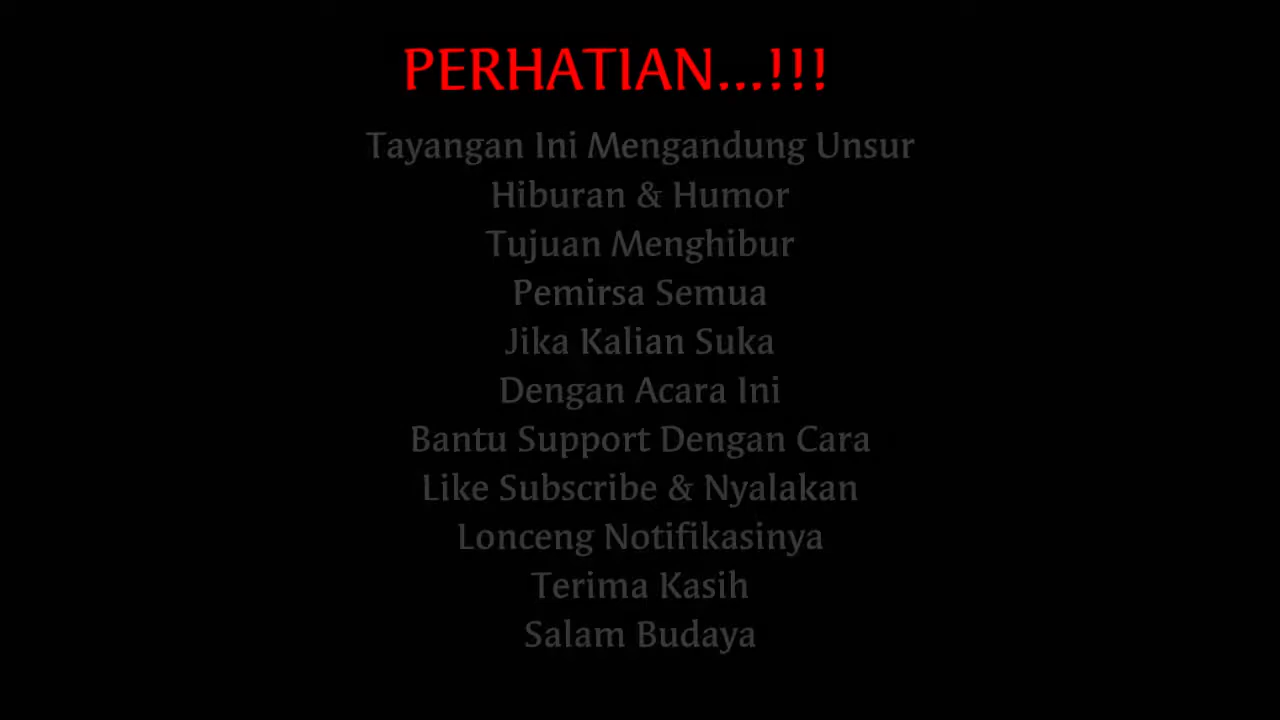 PERHATIAN...!!!
Tayangan Ini Mengandung Unsur
Hiburan & Humor
Tujuan Menghibur
Pemirsa Semua
Jika Kalian Suka
Dengan Acara Ini
Bantu Support Dengan Cara
Like Subscribe & Nyalakan
Lonceng Notifikasinya
Terima Kasih
Salam Budaya